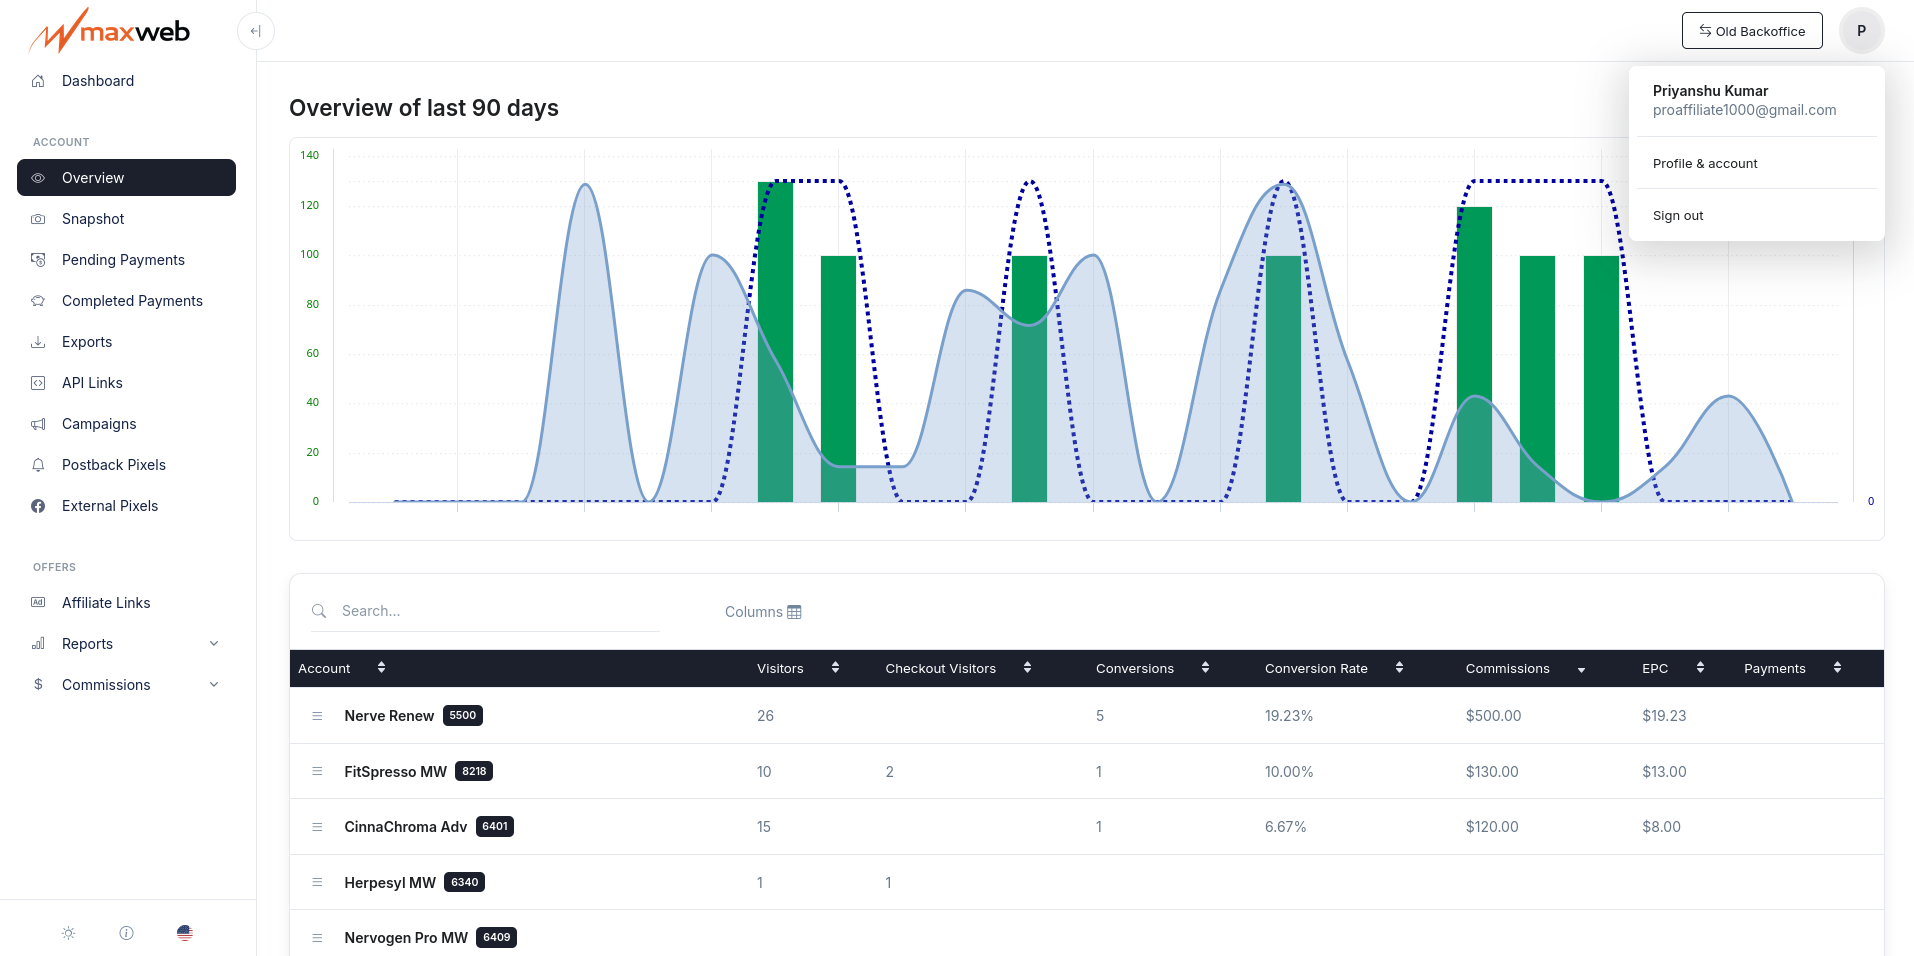 maxweb
Old Backoffice
P
Dashboard
Priyanshu Kumar
proaffiliate1000@gmail.com
Profile & account
Sign out
ACCOUNT
Overview
Snapshot
Pending Payments
Completed Payments
Exports
API Links
Campaigns
Postback Pixels
External Pixels
OFFERS
Ad Affiliate Links
Reports
$ Commissions
Overview of last 90 days
140
120
100
80
60
40
20
0
0
Search...
Columns
Account Visitors Checkout Visitors Conversions Conversion Rate Commissions EPC Payments
Nerve Renew 5500 26 5 19.23% $500.00 $19.23
FitSpresso MW 8218 10 2 1 10.00% $130.00 $13.00
CinnaChroma Adv 6401 15 1 6.67% $120.00 $8.00
Herpesyl MW 6340 1 1
Nervogen Pro MW 6409